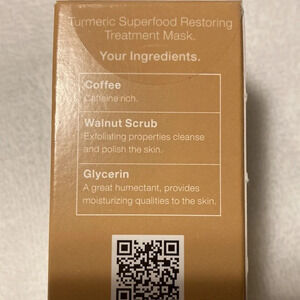 Turmeric Superfood Restoring
Treatment Mask.
Your Ingredients.
Coffee
Caffeine rich.
Walnut Scrub
Exfoliating properties cleanse
and polish the skin.
Glycerin
A great humectant, provides
moisturizing qualities to the skin.